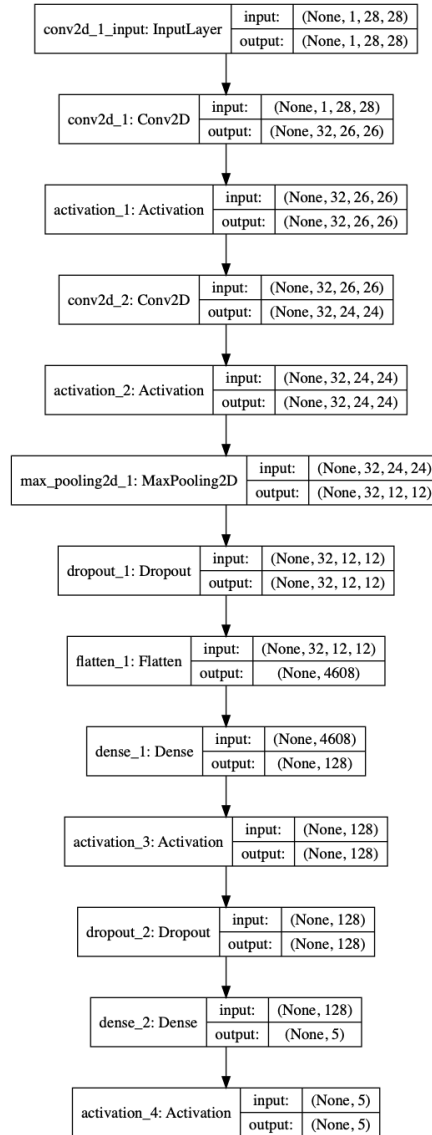 conv2d_1_input: InputLayer input: (None, 1, 28, 28)
output: (None, 1, 28, 28)
conv2d_1: Conv2D input: (None, 1, 28, 28)
output: (None, 32, 26, 26)
activation_1: Activation input: (None, 32, 26, 26)
output: (None, 32, 26, 26)
conv2d_2: Conv2D input: (None, 32, 26, 26)
output: (None, 32, 24, 24)
activation_2: Activation input: (None, 32, 24, 24)
output: (None, 32, 24, 24)
max_pooling2d_1: MaxPooling2D input: (None, 32, 24, 24)
output: (None, 32, 12, 12)
dropout_1: Dropout input: (None, 32, 12, 12)
output: (None, 32, 12, 12)
flatten_1: Flatten input: (None, 32, 12, 12)
output: (None, 4608)
dense_1: Dense input: (None, 4608)
output: (None, 128)
activation_3: Activation input: (None, 128)
output: (None, 128)
dropout_2: Dropout input: (None, 128)
output: (None, 128)
dense_2: Dense input: (None, 128)
output: (None, 5)
activation_4: Activation input: (None, 5)
output: (None, 5)